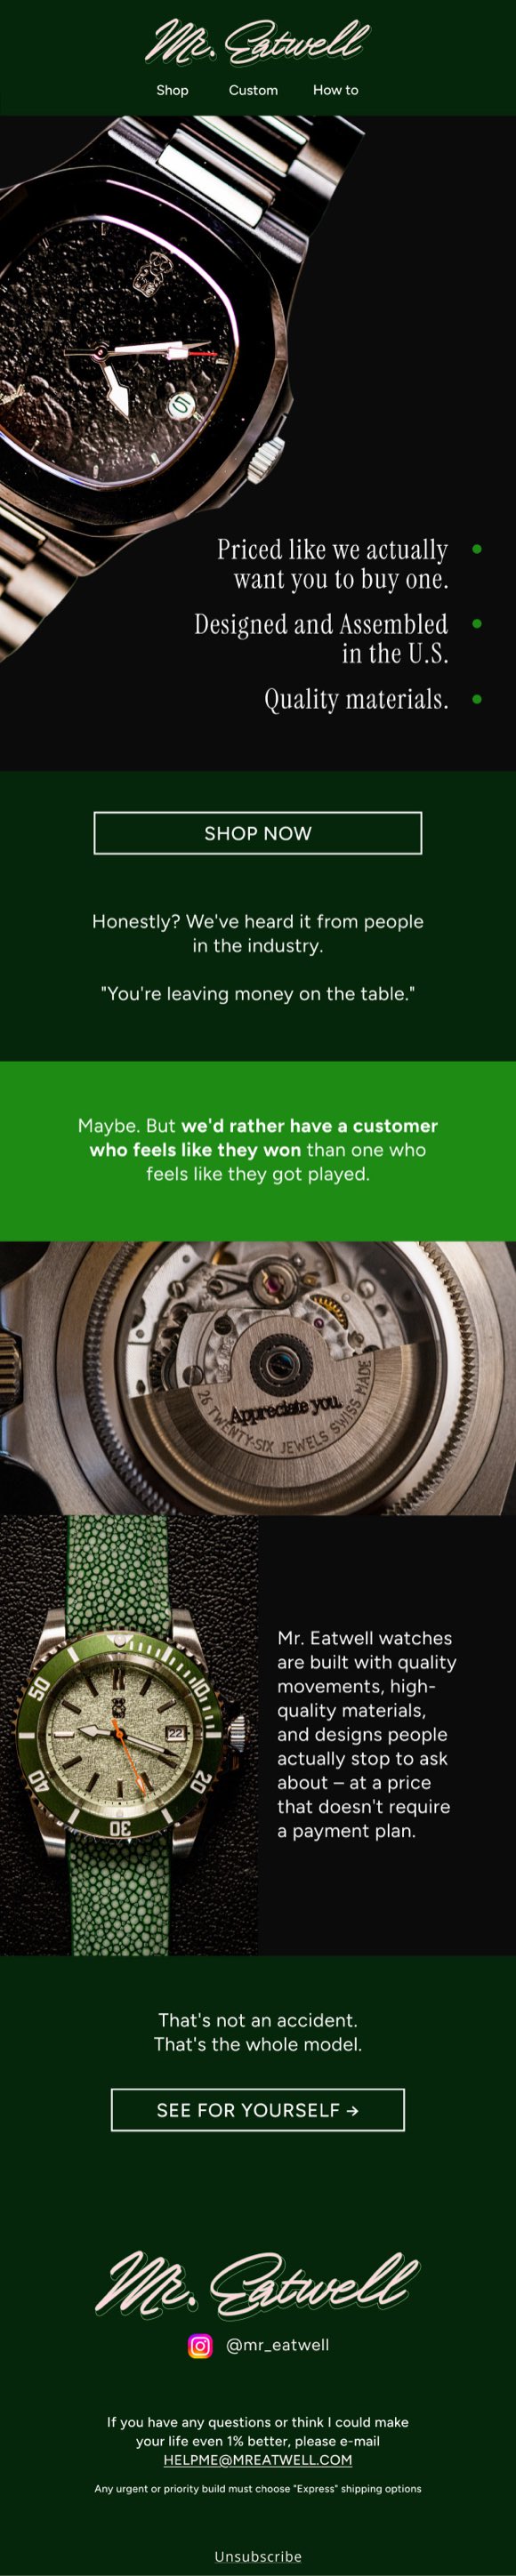 Mr. Eatwell
Shop Custom How to
5
Priced like we actually
want you to buy one.
Designed and Assembled
in the U.S.
Quality materials.
SHOP NOW
Honestly? We've heard it from people
in the industry.
"You're leaving money on the table."
Maybe. But we'd rather have a customer
who feels like they won than one who
feels like they got played.
Appreciate you.
26 TWENTY-SIX JEWELS SWISS MADE
50
10
22
40
20
30
Mr. Eatwell watches
are built with quality
movements, high-
quality materials,
and designs people
actually stop to ask
about – at a price
that doesn't require
a payment plan.
That's not an accident.
That's the whole model.
SEE FOR YOURSELF →
Mr. Eatwell
@mr_eatwell
If you have any questions or think I could make
your life even 1% better, please e-mail
HELPME@MREATWELL.COM
Any urgent or priority build must choose "Express" shipping options
Unsubscribe